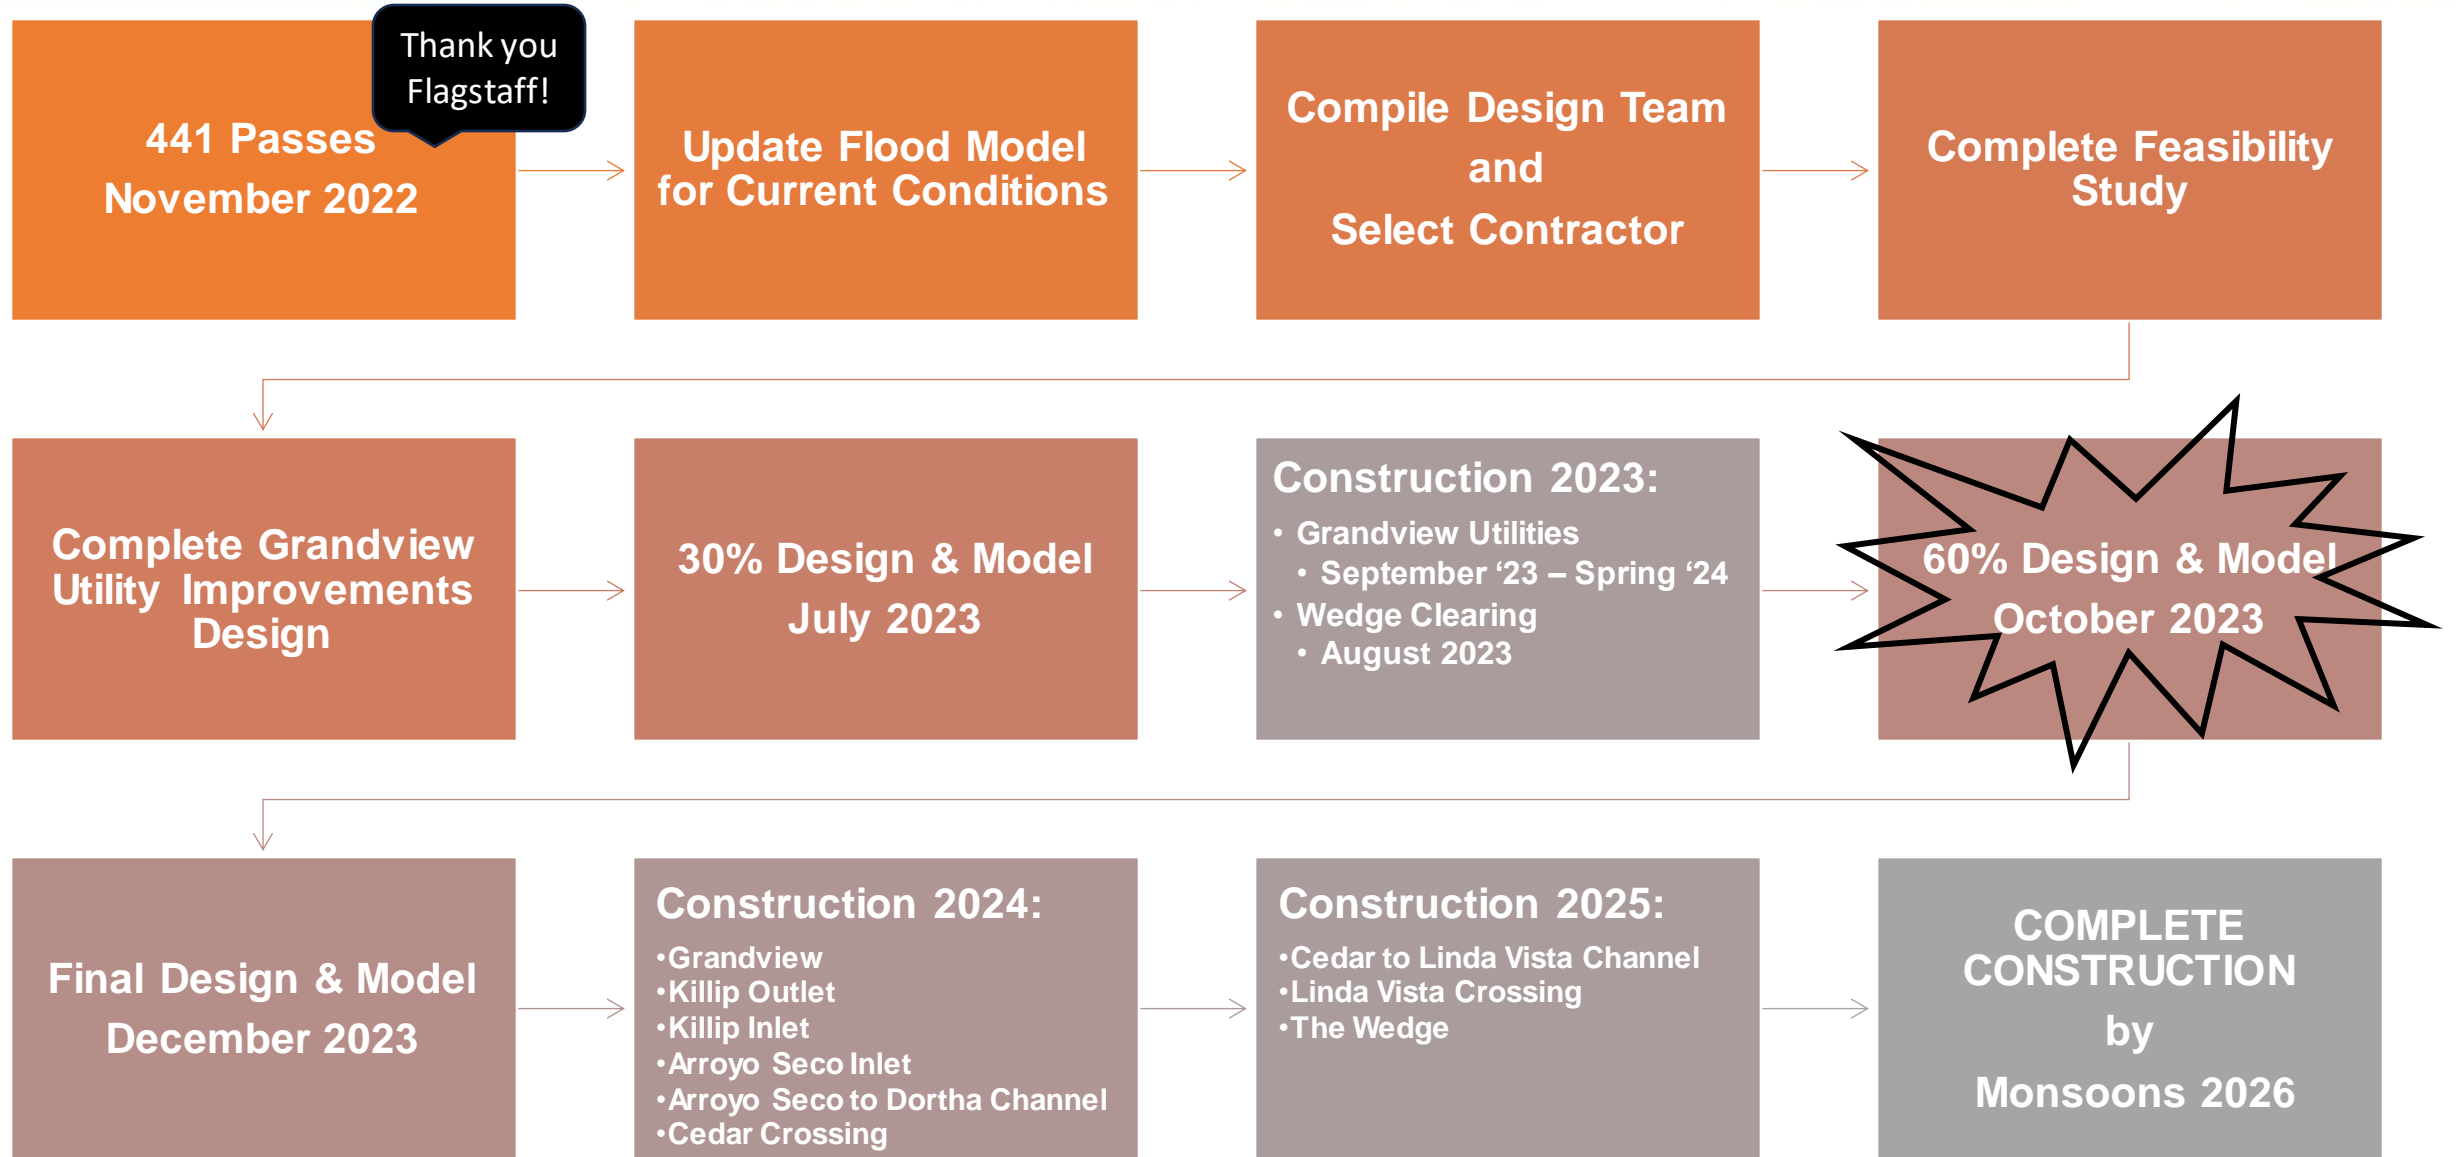 Thank you
Flagstaff!
441 Passes
November 2022
Update Flood Model
for Current Conditions
Compile Design Team
and
Select Contractor
Complete Feasibility
Study
Complete Grandview
Utility Improvements
Design
30% Design & Model
July 2023
Construction 2023:
• Grandview Utilities
• September ‘23 – Spring ‘24
• Wedge Clearing
• August 2023
60% Design & Model
October 2023
Final Design & Model
December 2023
Construction 2024:
•Grandview
•Killip Outlet
•Killip Inlet
•Arroyo Seco Inlet
•Arroyo Seco to Dortha Channel
•Cedar Crossing
Construction 2025:
•Cedar to Linda Vista Channel
•Linda Vista Crossing
•The Wedge
COMPLETE
CONSTRUCTION
by
Monsoons 2026